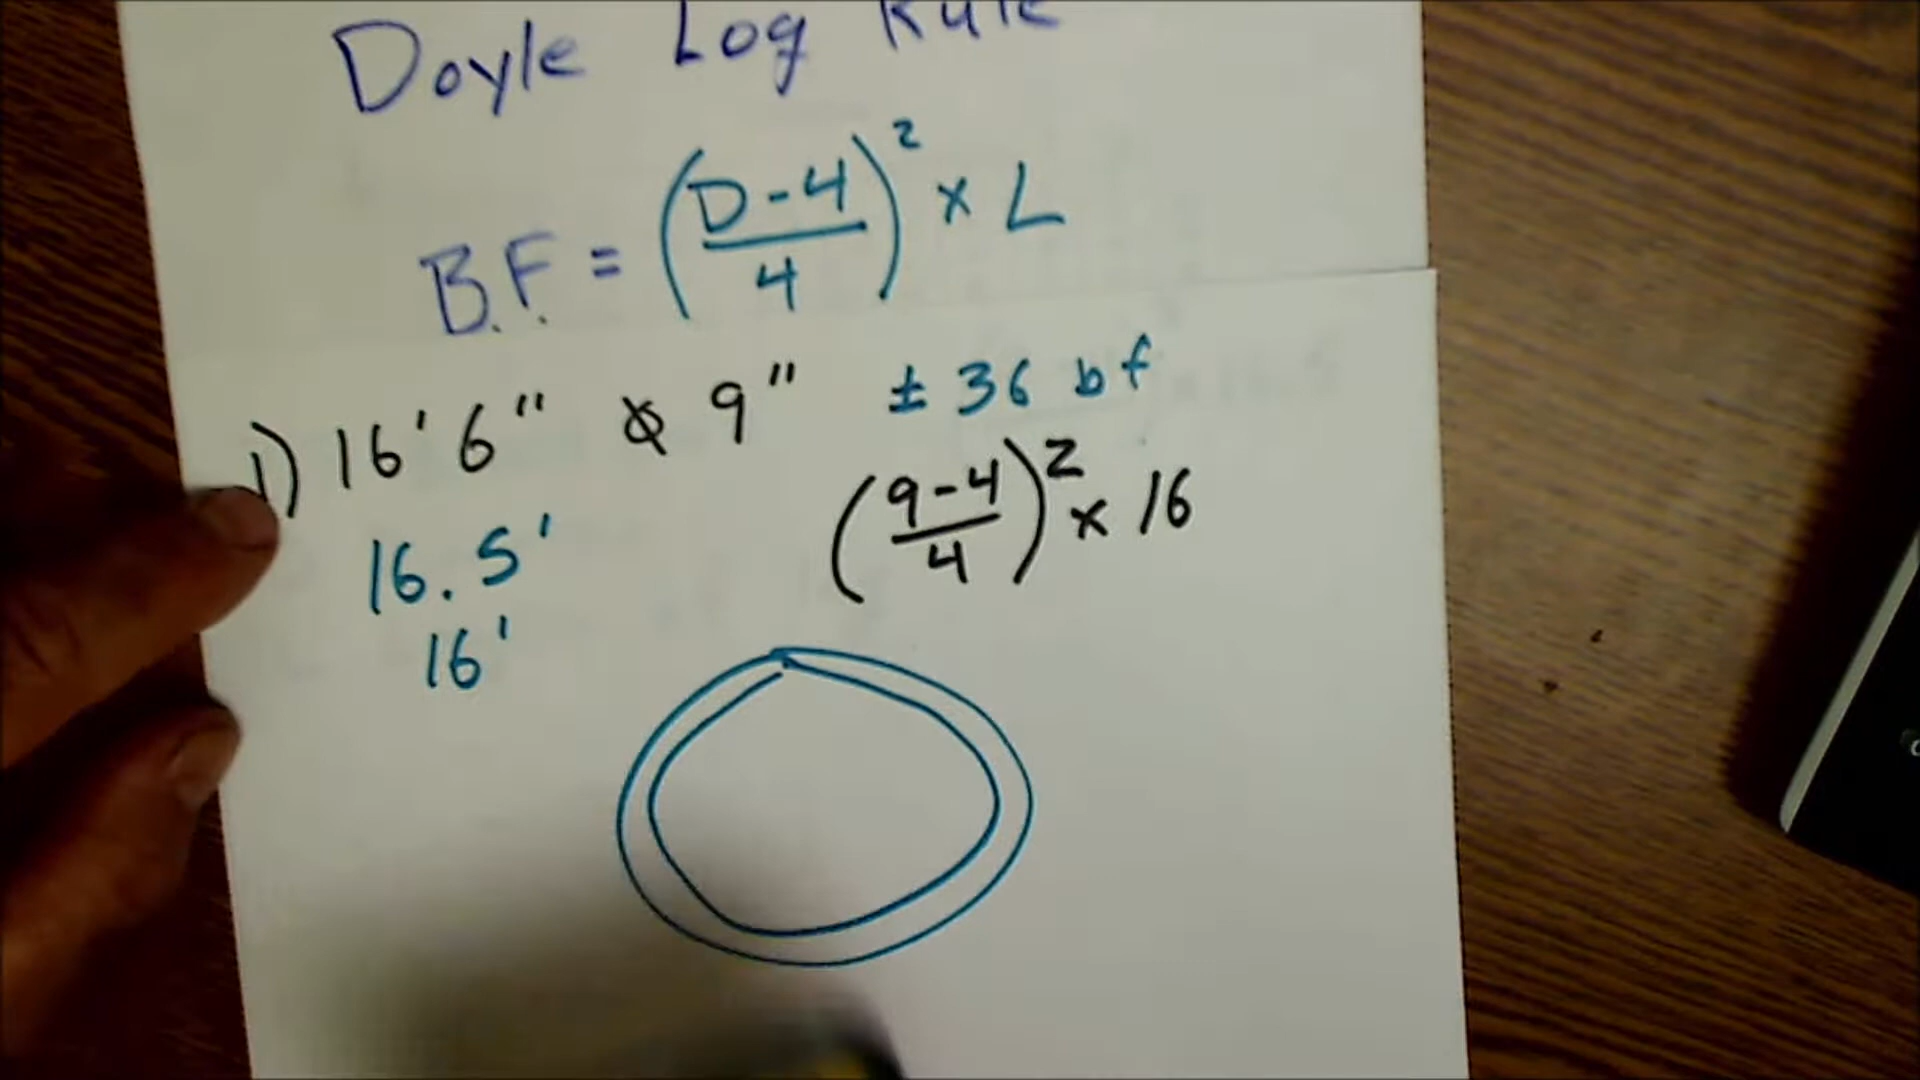 Doyle Log Rule
B.F. = (D-4/4)² x L
1) 16'6" & 9" ± 36 bf
(9-4/4)² x 16
16.5'
16'